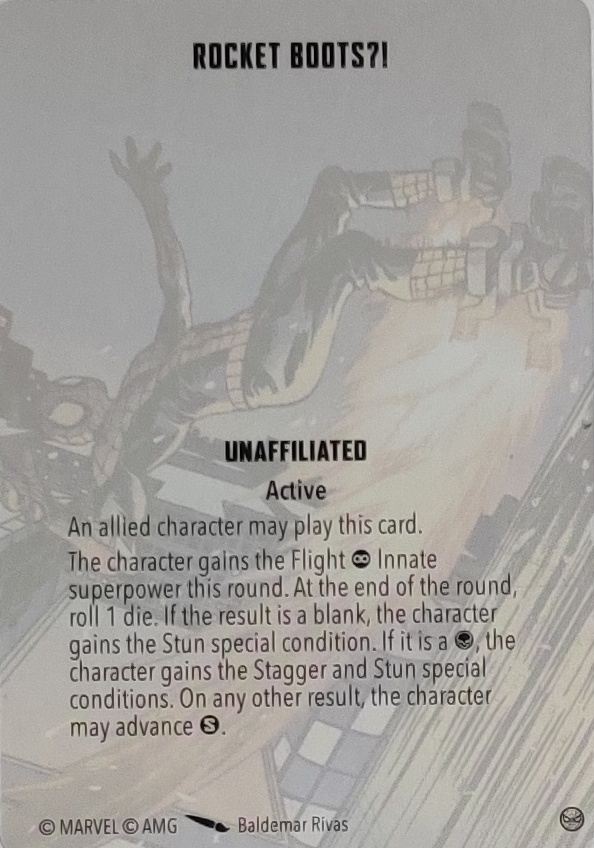 ROCKET BOOTS?!
UNAFFILIATED
Active
An allied character may play this card.
The character gains the Flight ∞ Innate
superpower this round. At the end of the round,
roll 1 die. If the result is a blank, the character
gains the Stun special condition. If it is a , the
character gains the Stagger and Stun special
conditions. On any other result, the character
may advance S.
© MARVEL © AMG Baldemar Rivas